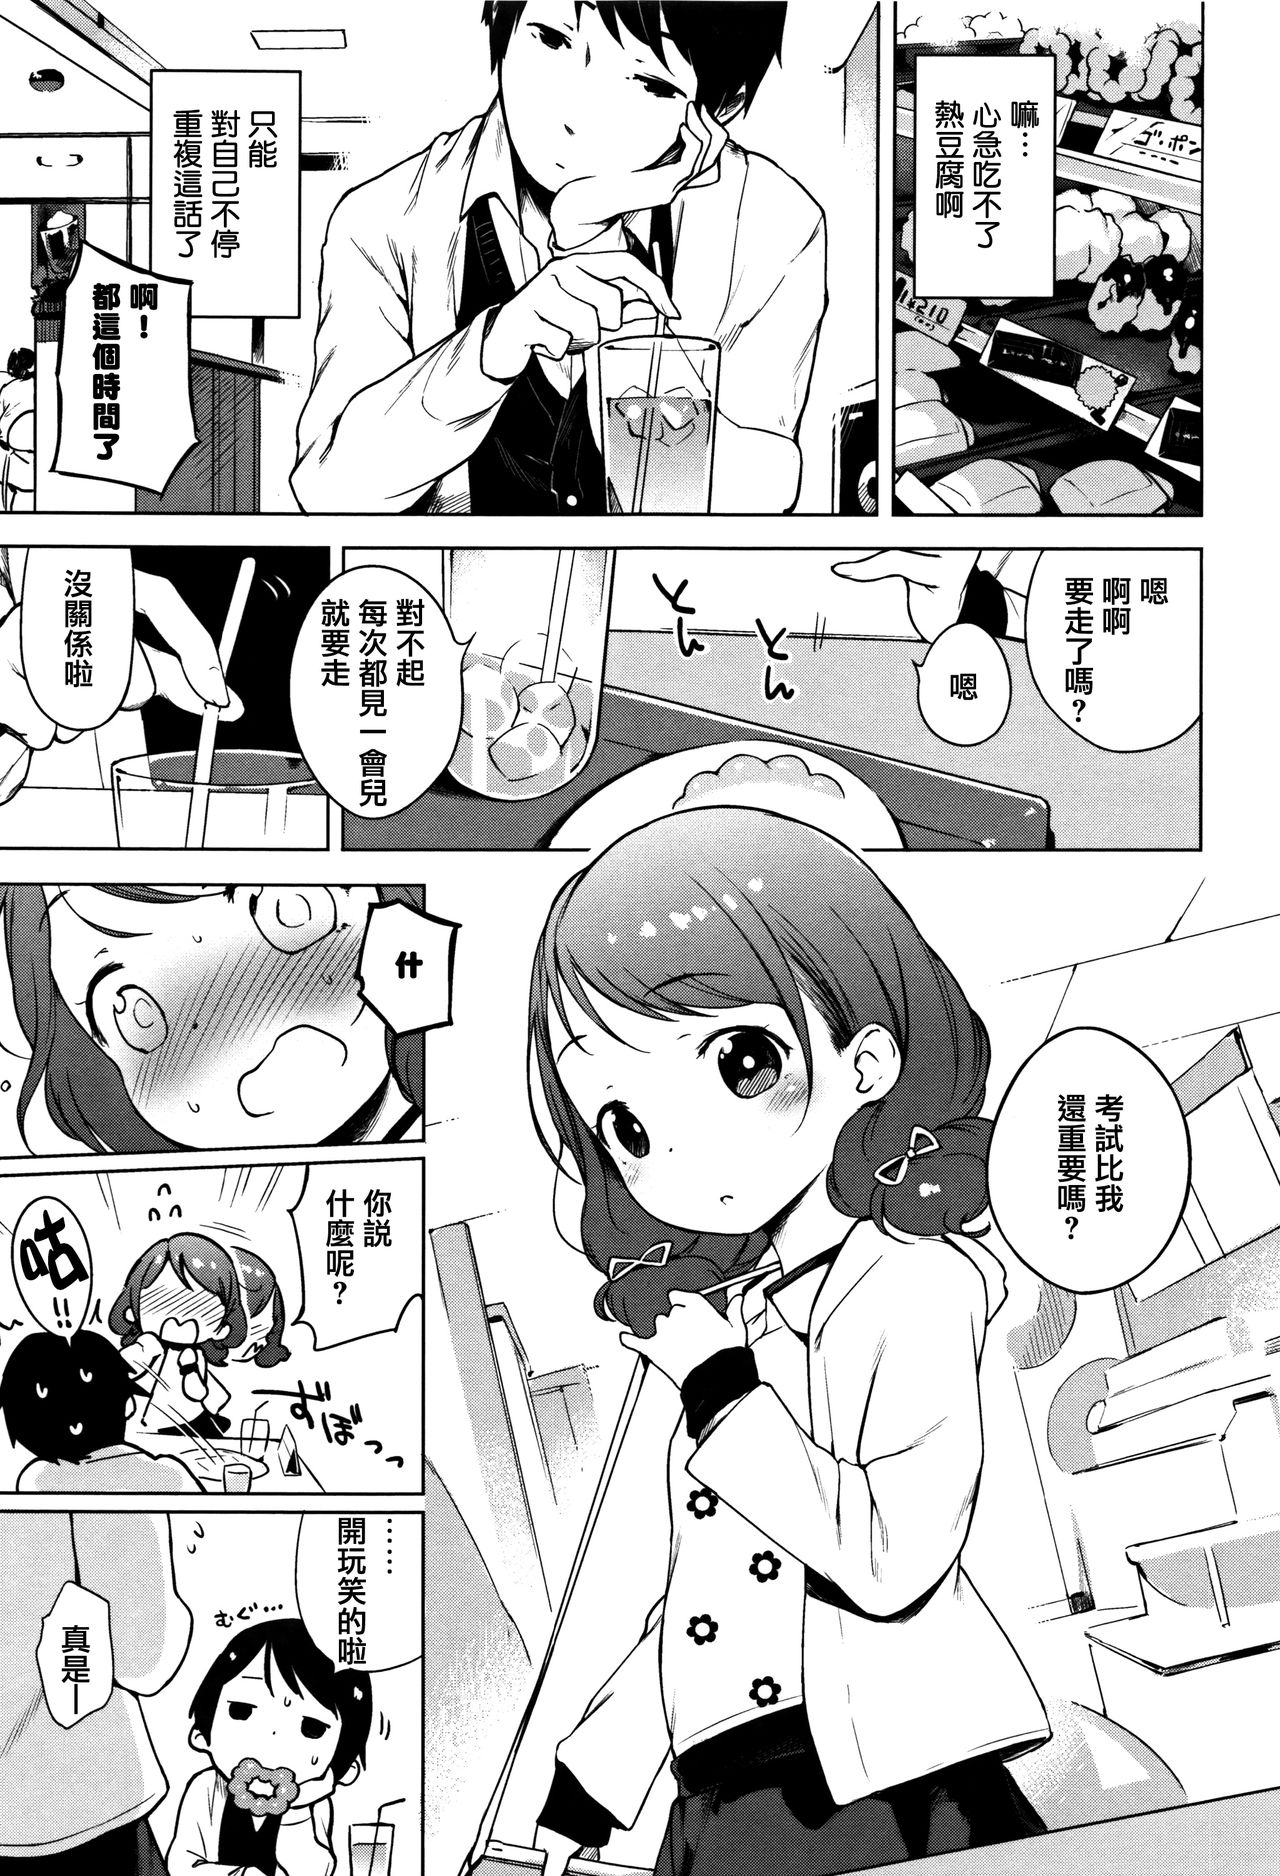 嘛…
心急吃不了
熱豆腐啊
ゴ・ポン
¥210
只能
對自己不停
重複這話了
啊!
都這個時間了
嗯
啊啊
要走了嗎?
嗯
とん
とん
對不起
每次都見一會兒
就要走
沒關係啦
考試比我
還重要嗎?
什
你說
什麼呢?
咕!!
ずぼっっ
……
開玩笑的啦
むぐ…
真是—